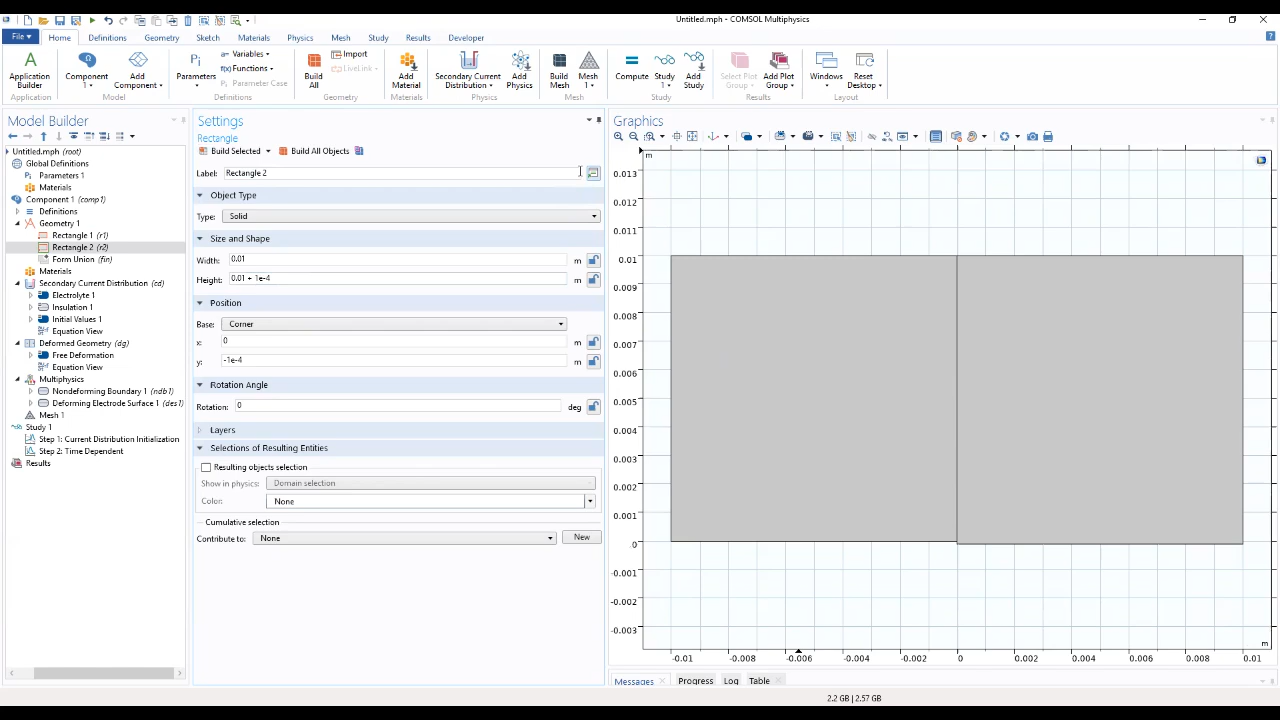 Untitled.mph - COMSOL Multiphysics
File
Home
Definitions
Geometry
Sketch
Materials
Physics
Mesh
Study
Results
Developer
Application Builder
Application
Component 1
Add Component
Model
Parameters
Variables
Functions
Parameter Case
Definitions
Build All
Import
LiveLink
Geometry
Add Material
Materials
Secondary Current Distribution
Add Physics
Physics
Build Mesh
Mesh 1
Mesh
Compute
Study 1
Add Study
Study
Select Plot Group
Add Plot Group
Results
Windows
Reset Desktop
Layout
Model Builder
Untitled.mph (root)
Global Definitions
Parameters 1
Materials
Component 1 (comp1)
Definitions
Geometry 1
Rectangle 1 (r1)
Rectangle 2 (r2)
Form Union (fin)
Materials
Secondary Current Distribution (cd)
Electrolyte 1
Insulation 1
Initial Values 1
Equation View
Deformed Geometry (dg)
Free Deformation
Equation View
Multiphysics
Nondeforming Boundary 1 (ndb1)
Deforming Electrode Surface 1 (des1)
Mesh 1
Study 1
Step 1: Current Distribution Initialization
Step 2: Time Dependent
Results
Settings
Rectangle
Build Selected
Build All Objects
Label: Rectangle 2
Object Type
Type: Solid
Size and Shape
Width: 0.01 m
Height: 0.01 + 1e-4 m
Position
Base: Corner
x: 0 m
y: -1e-4 m
Rotation Angle
Rotation: 0 deg
Layers
Selections of Resulting Entities
Resulting objects selection
Show in physics: Domain selection
Color: None
Cumulative selection
Contribute to: None New
Graphics
m
0.013
0.012
0.011
0.01
0.009
0.008
0.007
0.006
0.005
0.004
0.003
0.002
0.001
0
-0.001
-0.002
-0.003
m
-0.01 -0.008 -0.006 -0.004 -0.002 0 0.002 0.004 0.006 0.008 0.01
Messages Progress Log Table
2.2 GB | 2.57 GB